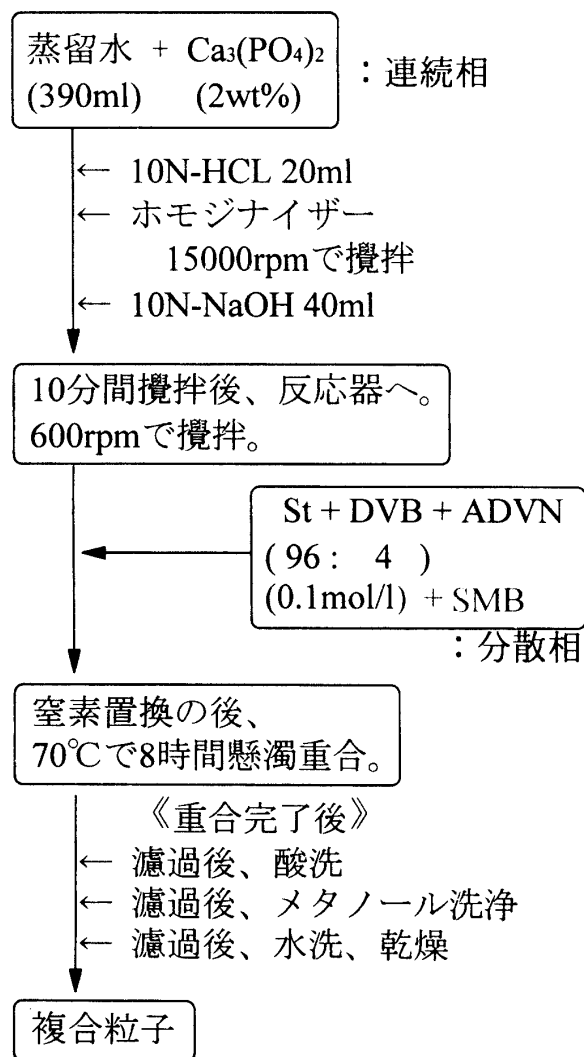 蒸留水 + Ca₃(PO₄)₂
(390ml) (2wt%)
:連続相
← 10N-HCL 20ml
← ホモジナイザー
15000rpmで攪拌
← 10N-NaOH 40ml
10分間攪拌後、反応器へ。
600rpmで攪拌。
St + DVB + ADVN
( 96 : 4 )
(0.1mol/l) + SMB
:分散相
窒素置換の後、
70℃で8時間懸濁重合。
《重合完了後》
← 濾過後、酸洗
← 濾過後、メタノール洗浄
← 濾過後、水洗、乾燥
複合粒子